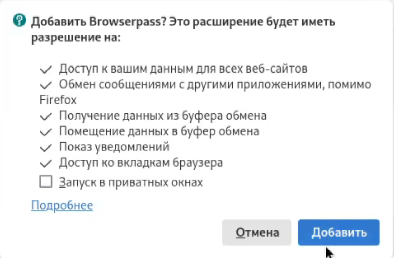 Добавить Browserpass? Это расширение будет иметь
разрешение на:
Доступ к вашим данным для всех веб-сайтов
Обмен сообщениями с другими приложениями, помимо
Firefox
Получение данных из буфера обмена
Помещение данных в буфер обмена
Показ уведомлений
Доступ ко вкладкам браузера
Запуск в приватных окнах
Подробнее
Отмена
Добавить